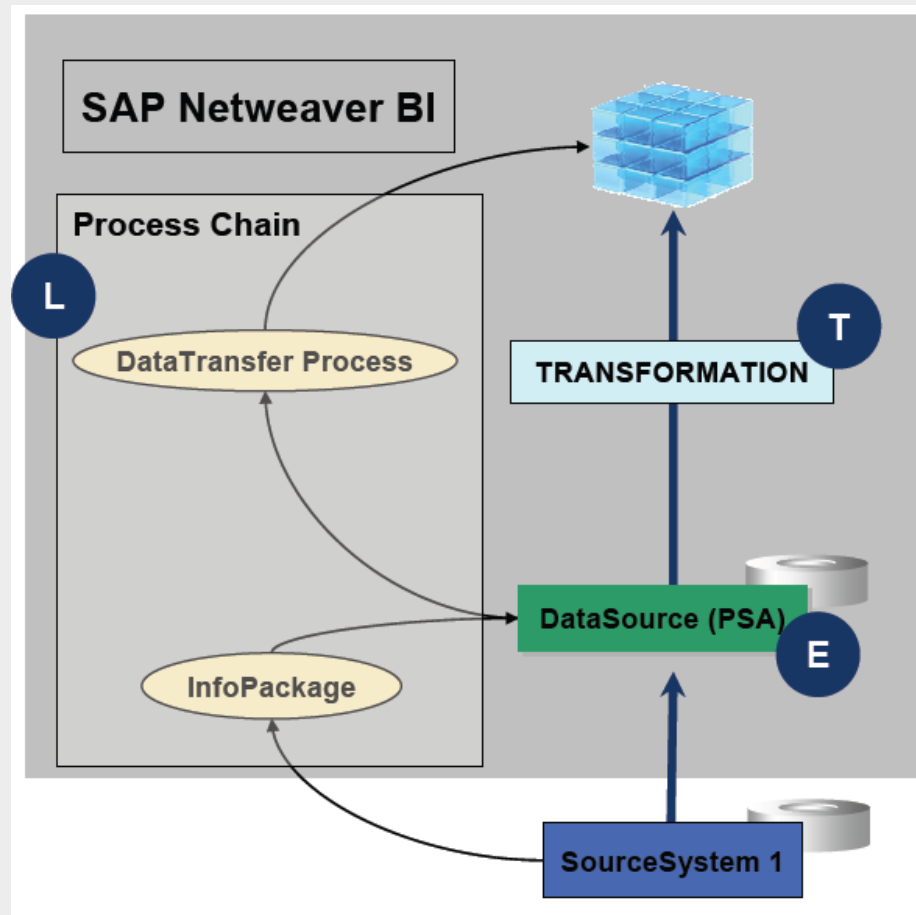 SAP Netweaver BI
Process Chain
L
T
DataTransfer Process
TRANSFORMATION
DataSource (PSA)
E
InfoPackage
SourceSystem 1